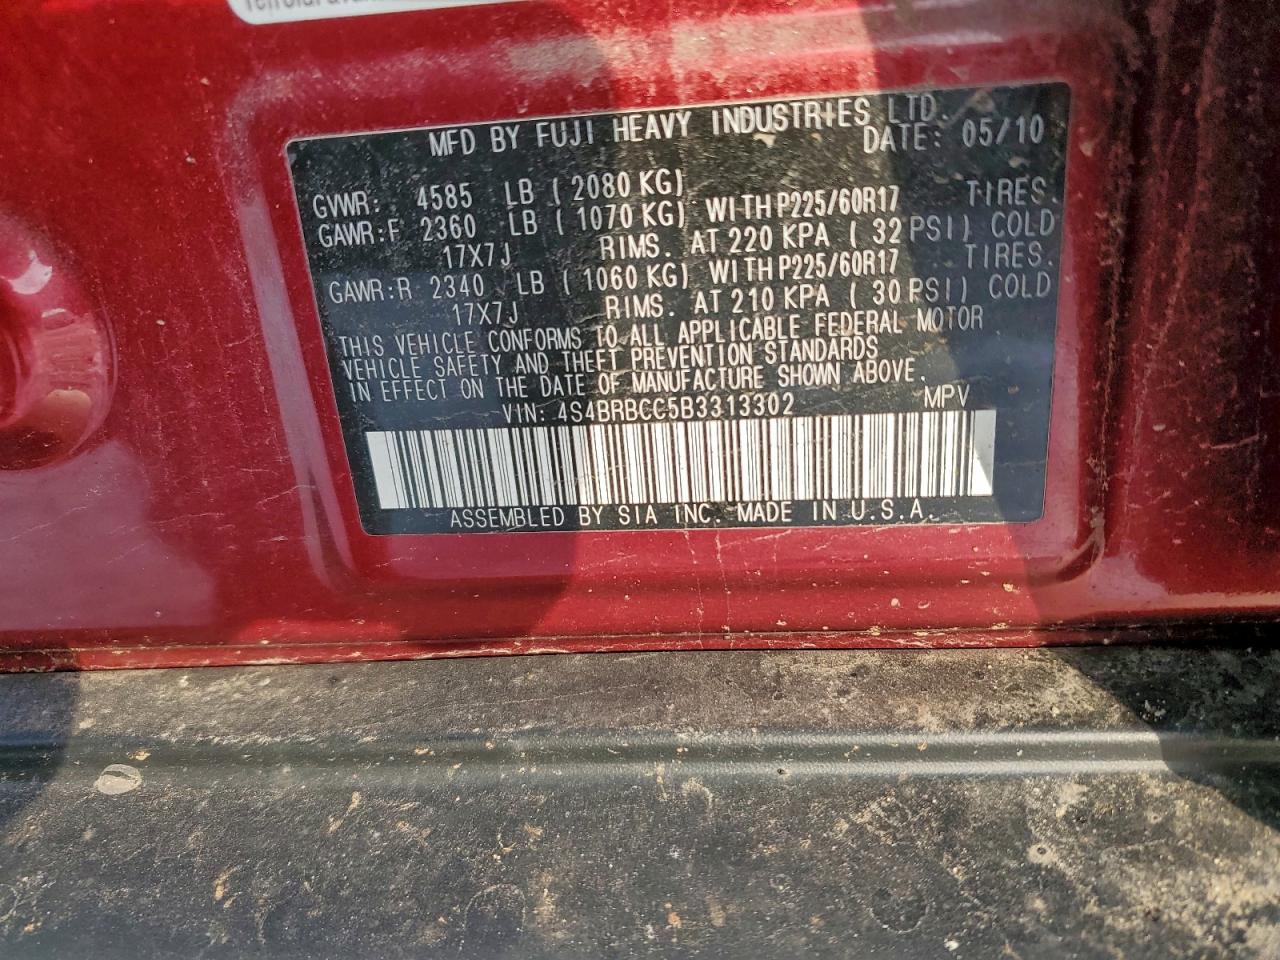 MFD BY FUJI HEAVY INDUSTRIES LTD.
DATE: 05/10
GVWR: 4585 LB (2080 KG)
GAWR:F 2360 LB (1070 KG) WITH P225/60R17 TIRES.
17X7J RIMS. AT 220 KPA (32 PSI) COLD
GAWR:R 2340 LB (1060 KG) WITH P225/60R17 TIRES.
17X7J RIMS. AT 210 KPA (30 PSI) COLD
THIS VEHICLE CONFORMS TO ALL APPLICABLE FEDERAL MOTOR
VEHICLE SAFETY AND THEFT PREVENTION STANDARDS
IN EFFECT ON THE DATE OF MANUFACTURE SHOWN ABOVE.
VIN: 4S4BRBCC5B3313302 MPV
ASSEMBLED BY SIA INC. MADE IN U.S.A.